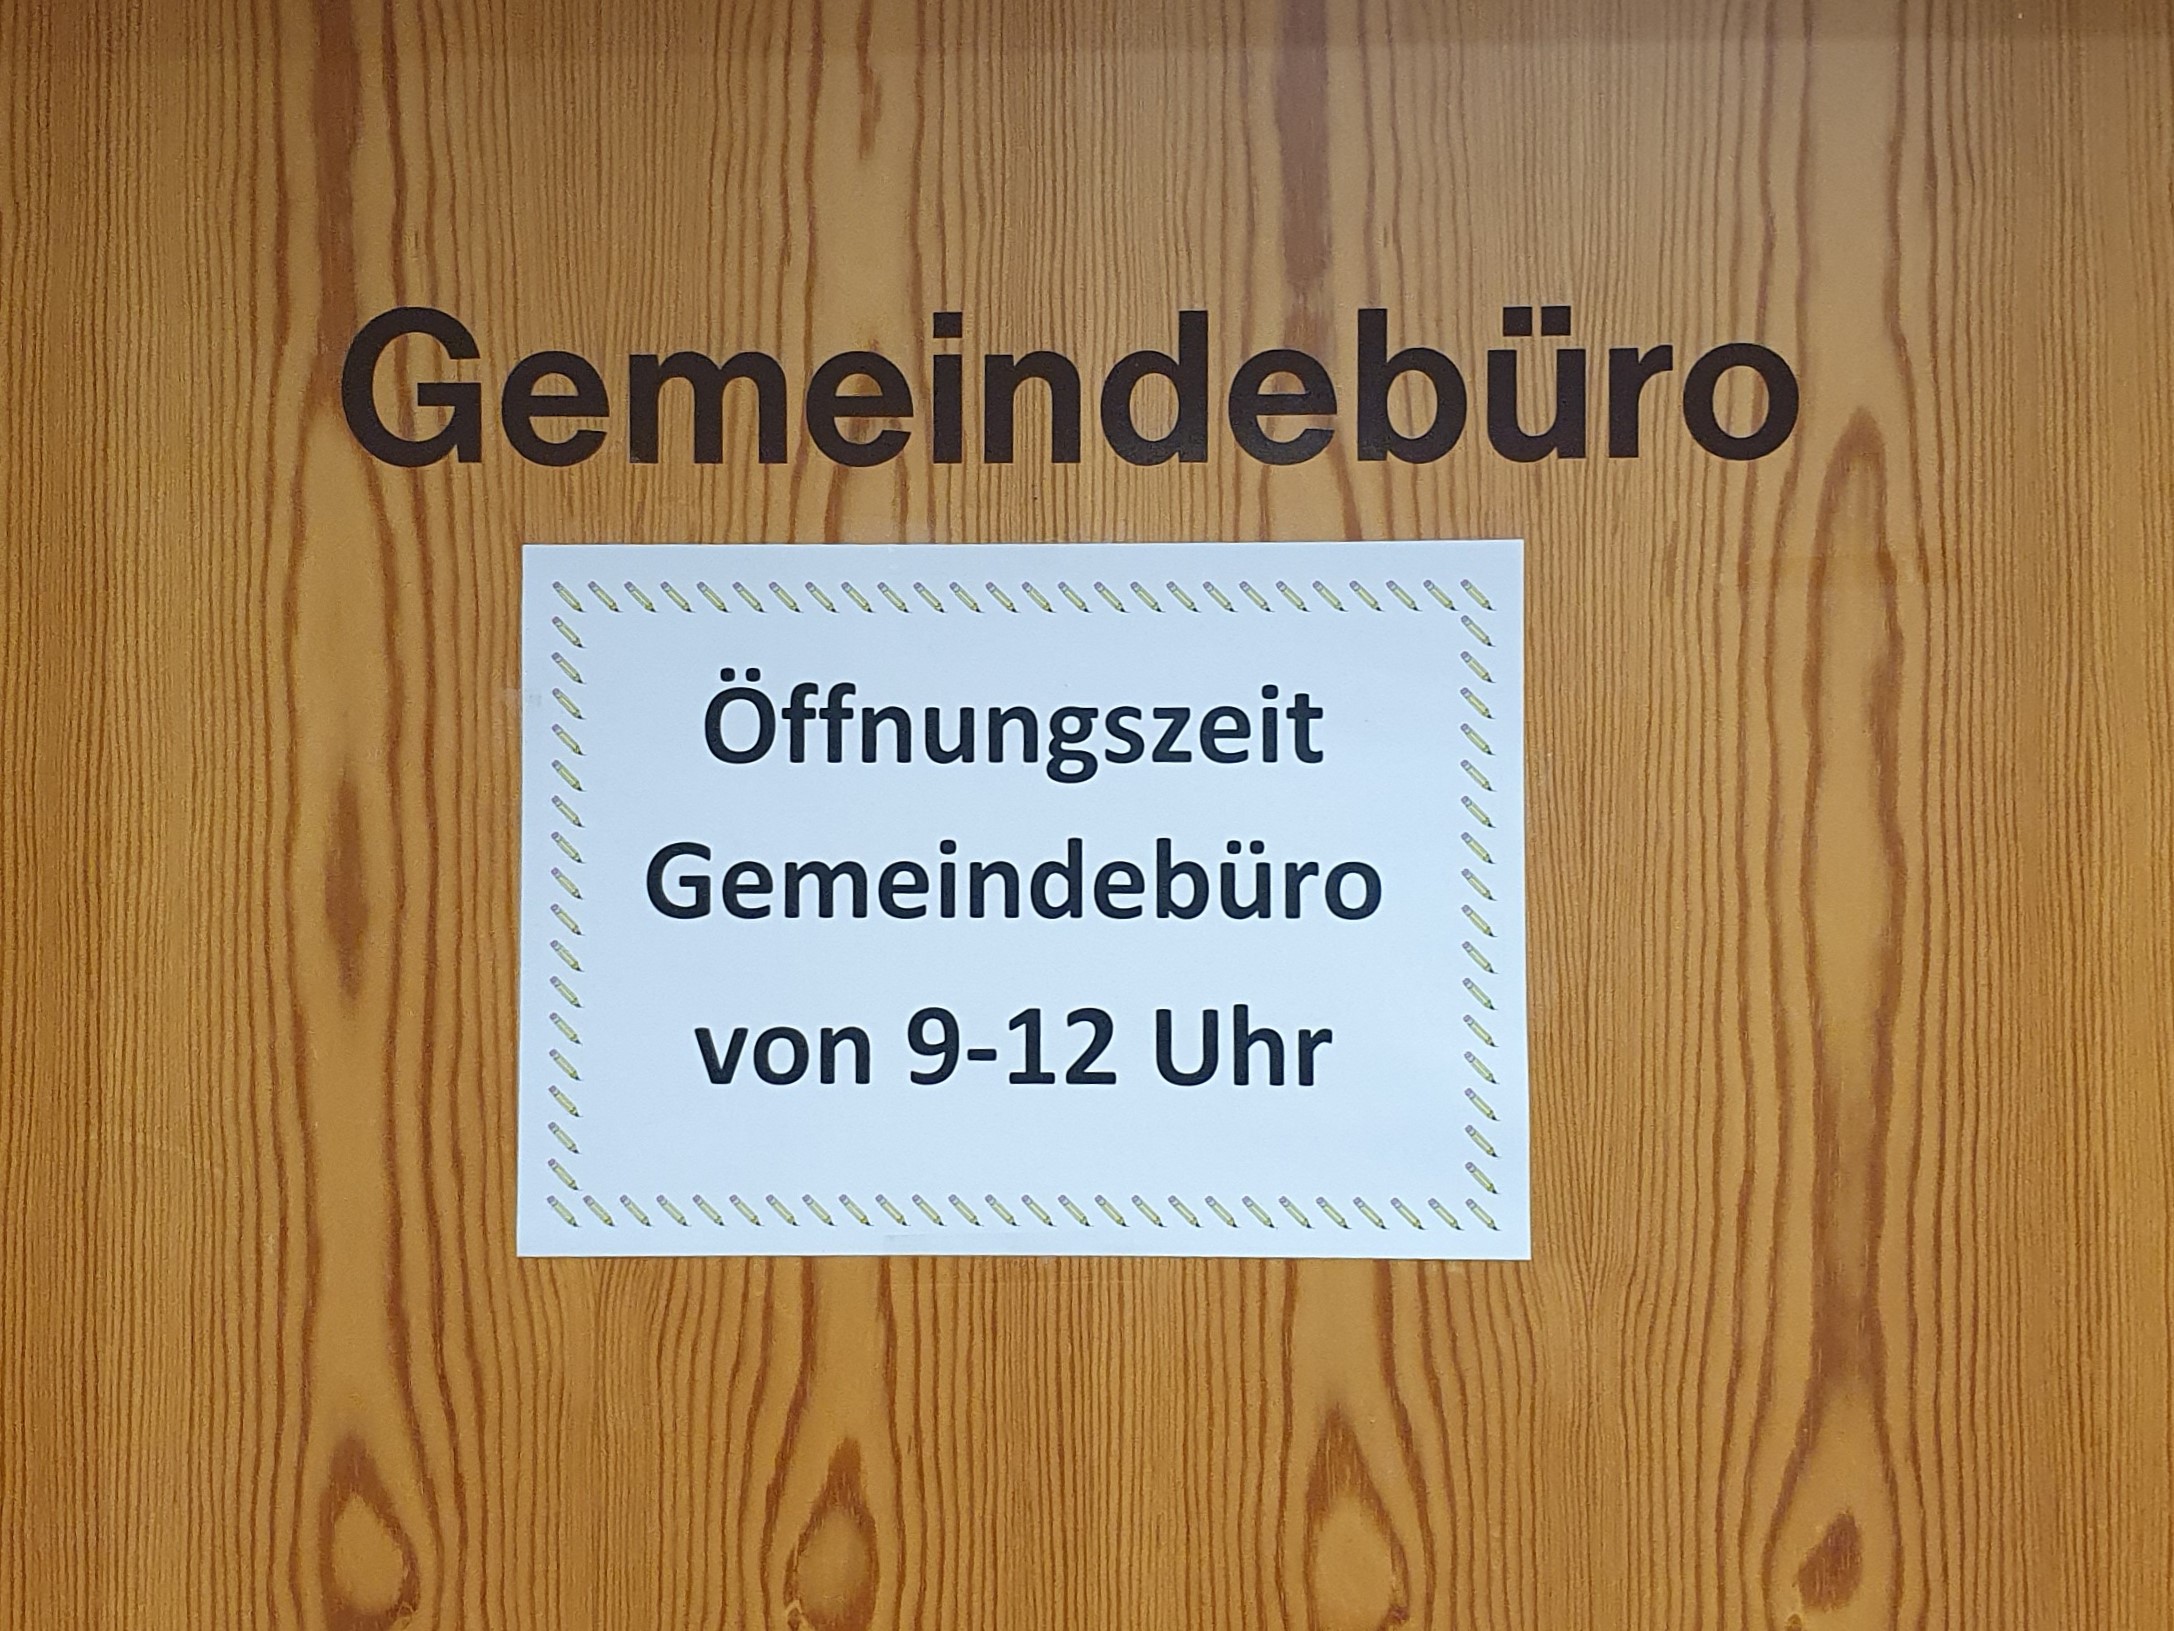 Gemeindebüro
Öffnungszeit
Gemeindebüro
von 9-12 Uhr